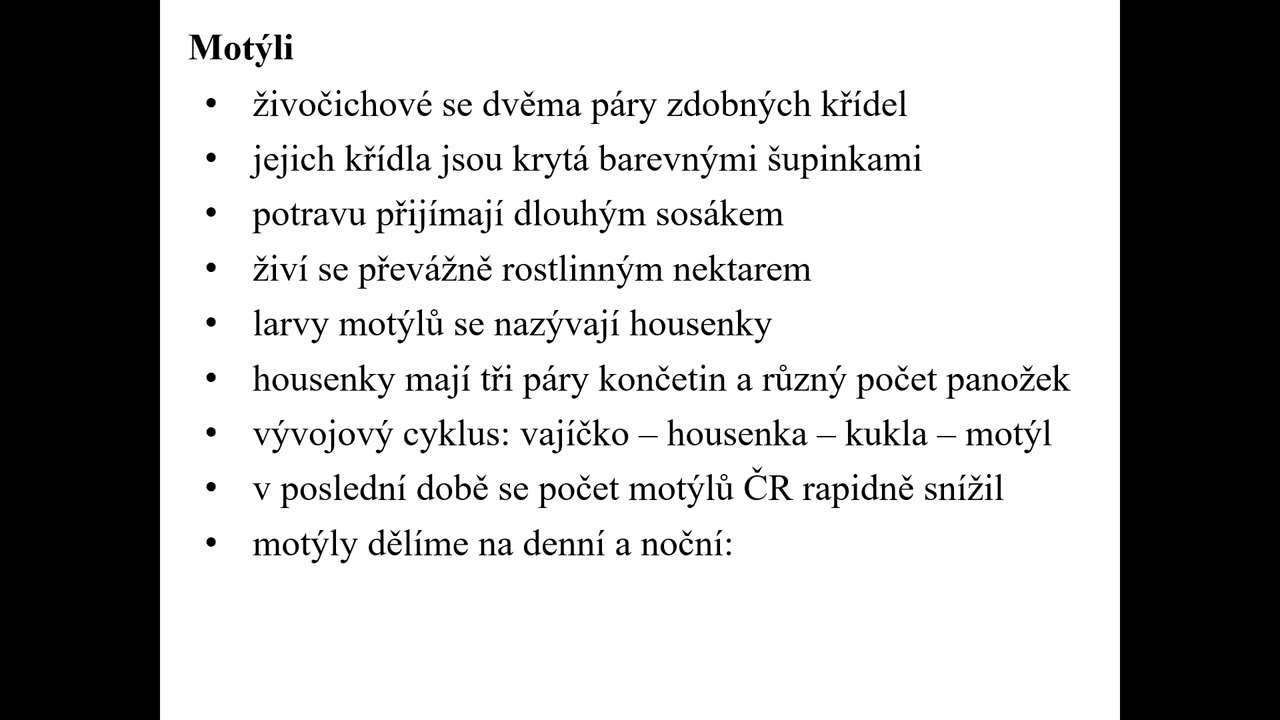 Motýli
• živočichové se dvěma páry zdobných křídel
• jejich křídla jsou krytá barevnými šupinkami
• potravu přijímají dlouhým sosákem
• živí se převážně rostlinným nektarem
• larvy motýlů se nazývají housenky
• housenky mají tři páry končetin a různý počet panožek
• vývojový cyklus: vajíčko – housenka – kukla – motýl
• v poslední době se počet motýlů ČR rapidně snížil
• motýly dělíme na denní a noční: